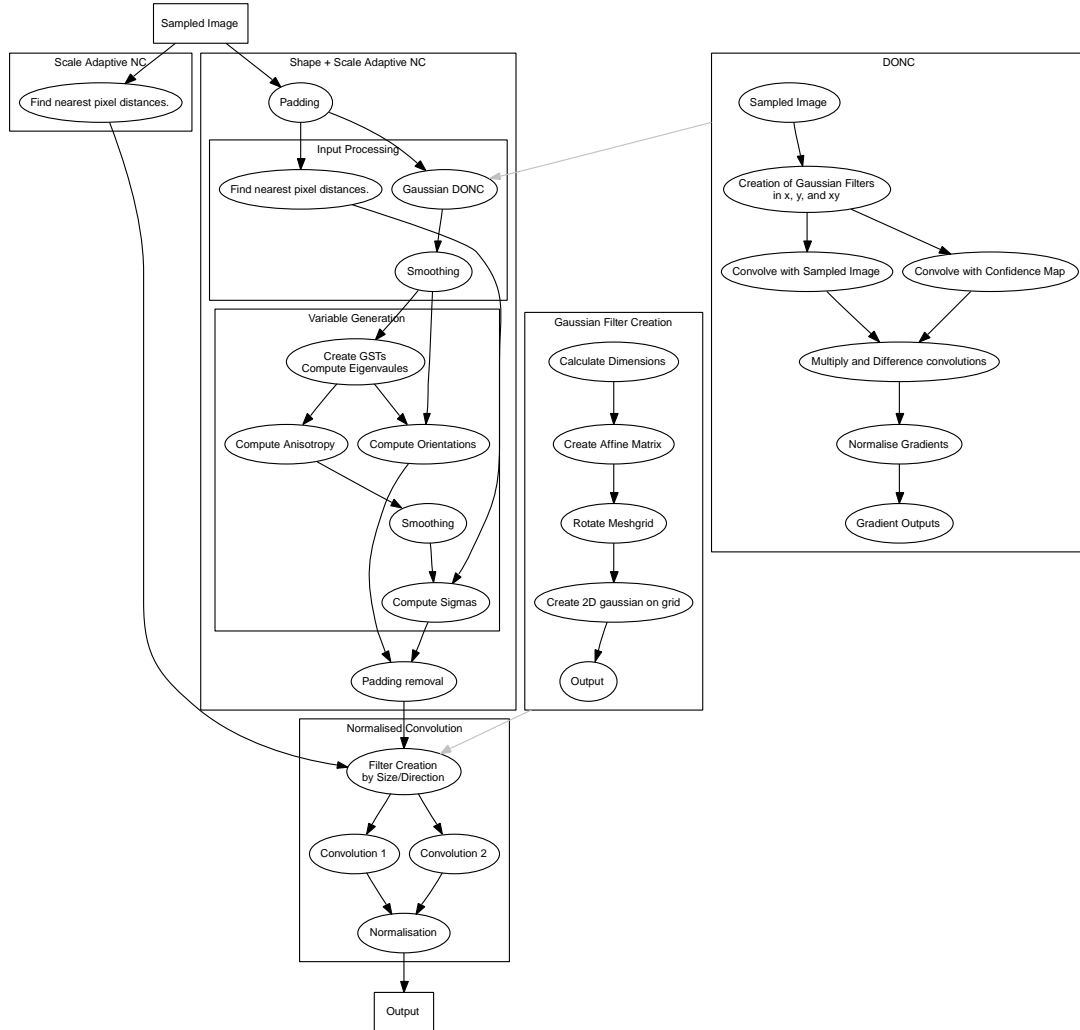 Sampled Image
Scale Adaptive NC
Find nearest pixel distances.
Shape + Scale Adaptive NC
Padding
Input Processing
Find nearest pixel distances.
Gaussian DONC
Smoothing
Variable Generation
Create GSTs
Compute Eigenvaules
Compute Anisotropy
Compute Orientations
Smoothing
Compute Sigmas
Padding removal
Gaussian Filter Creation
Calculate Dimensions
Create Affine Matrix
Rotate Meshgrid
Create 2D gaussian on grid
Output
DONC
Sampled Image
Creation of Gaussian Filters
in x, y, and xy
Convolve with Sampled Image
Convolve with Confidence Map
Multiply and Difference convolutions
Normalise Gradients
Gradient Outputs
Normalised Convolution
Filter Creation
by Size/Direction
Convolution 1
Convolution 2
Normalisation
Output